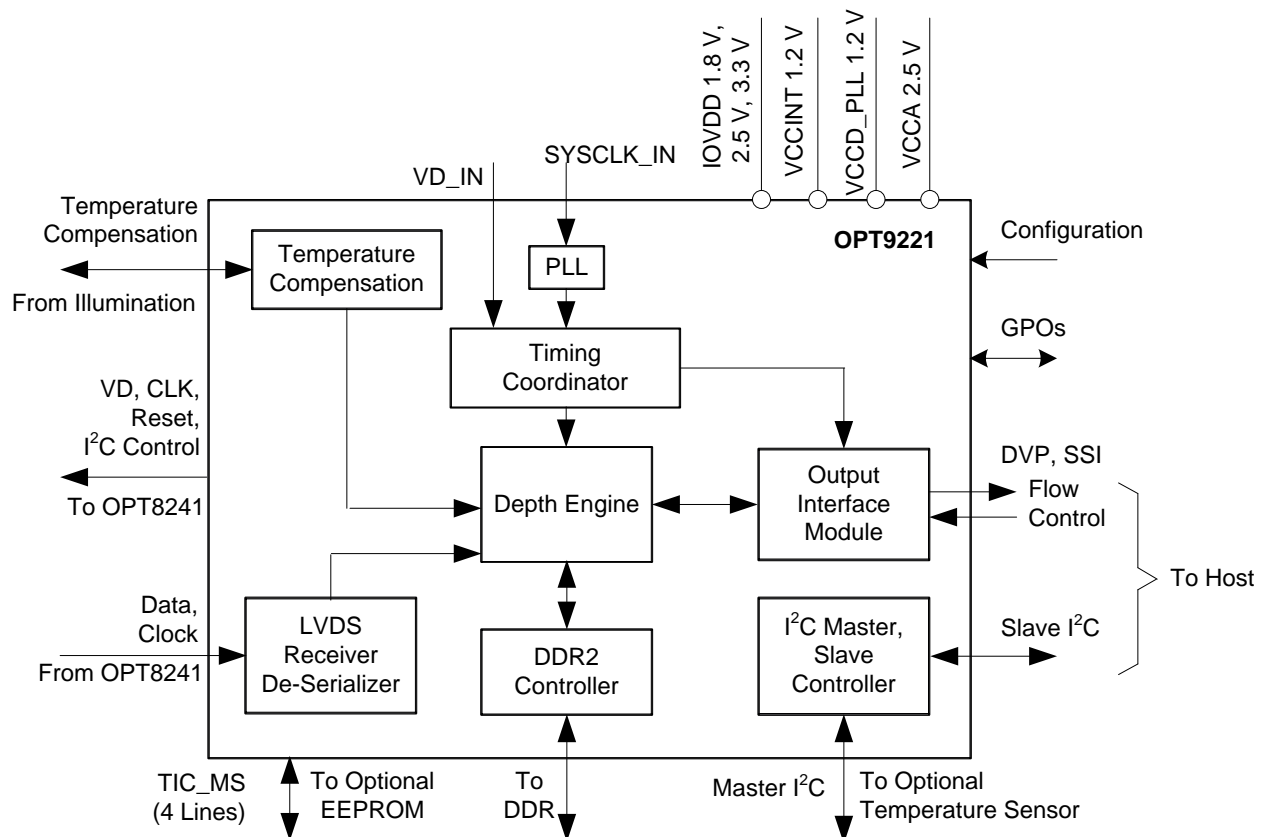 IOVDD 1.8 V,
2.5 V, 3.3 V
VCCINT 1.2 V
VCCD_PLL 1.2 V
VCCA 2.5 V
SYSCLK_IN
VD_IN
Temperature
Compensation
From Illumination
Temperature
Compensation
PLL
OPT9221
Configuration
Timing
Coordinator
GPOs
VD, CLK,
Reset,
I²C Control
To OPT8241
Depth Engine
Output
Interface
Module
DVP, SSI
Flow
Control
To Host
Data,
Clock
From OPT8241
LVDS
Receiver
De-Serializer
DDR2
Controller
I²C Master,
Slave
Controller
Slave I²C
TIC_MS
(4 Lines)
To Optional
EEPROM
To
DDR
Master I²C
To Optional
Temperature Sensor